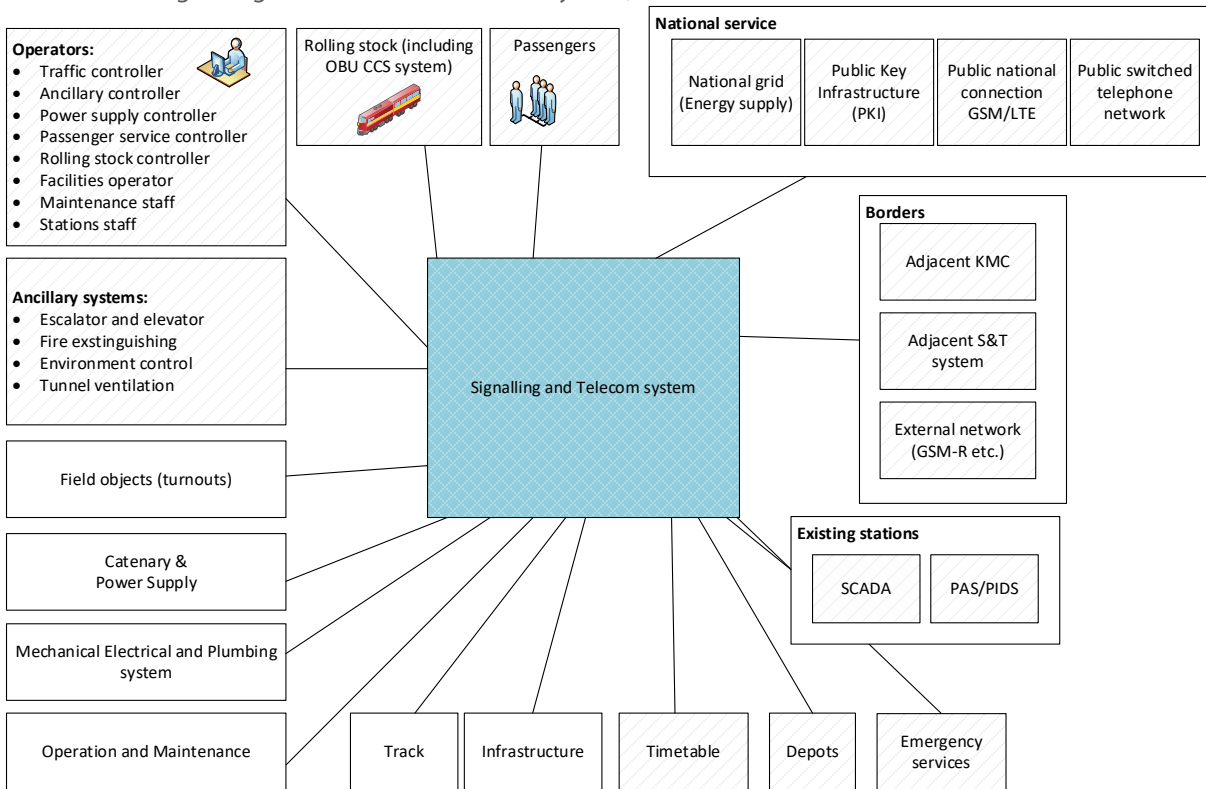 Operators:
• Traffic controller
• Ancillary controller
• Power supply controller
• Passenger service controller
• Rolling stock controller
• Facilities operator
• Maintenance staff
• Stations staff
Rolling stock (including
OBU CCS system)
Passengers
National service
National grid
(Energy supply)
Public Key
Infrastructure
(PKI)
Public national
connection
GSM/LTE
Public switched
telephone
network
Borders
Adjacent KMC
Adjacent S&T
system
External network
(GSM-R etc.)
Ancillary systems:
• Escalator and elevator
• Fire exstinguishing
• Environment control
• Tunnel ventilation
Signalling and Telecom system
Field objects (turnouts)
Catenary &
Power Supply
Existing stations
SCADA
PAS/PIDS
Mechanical Electrical and Plumbing
system
Operation and Maintenance
Track
Infrastructure
Timetable
Depots
Emergency
services